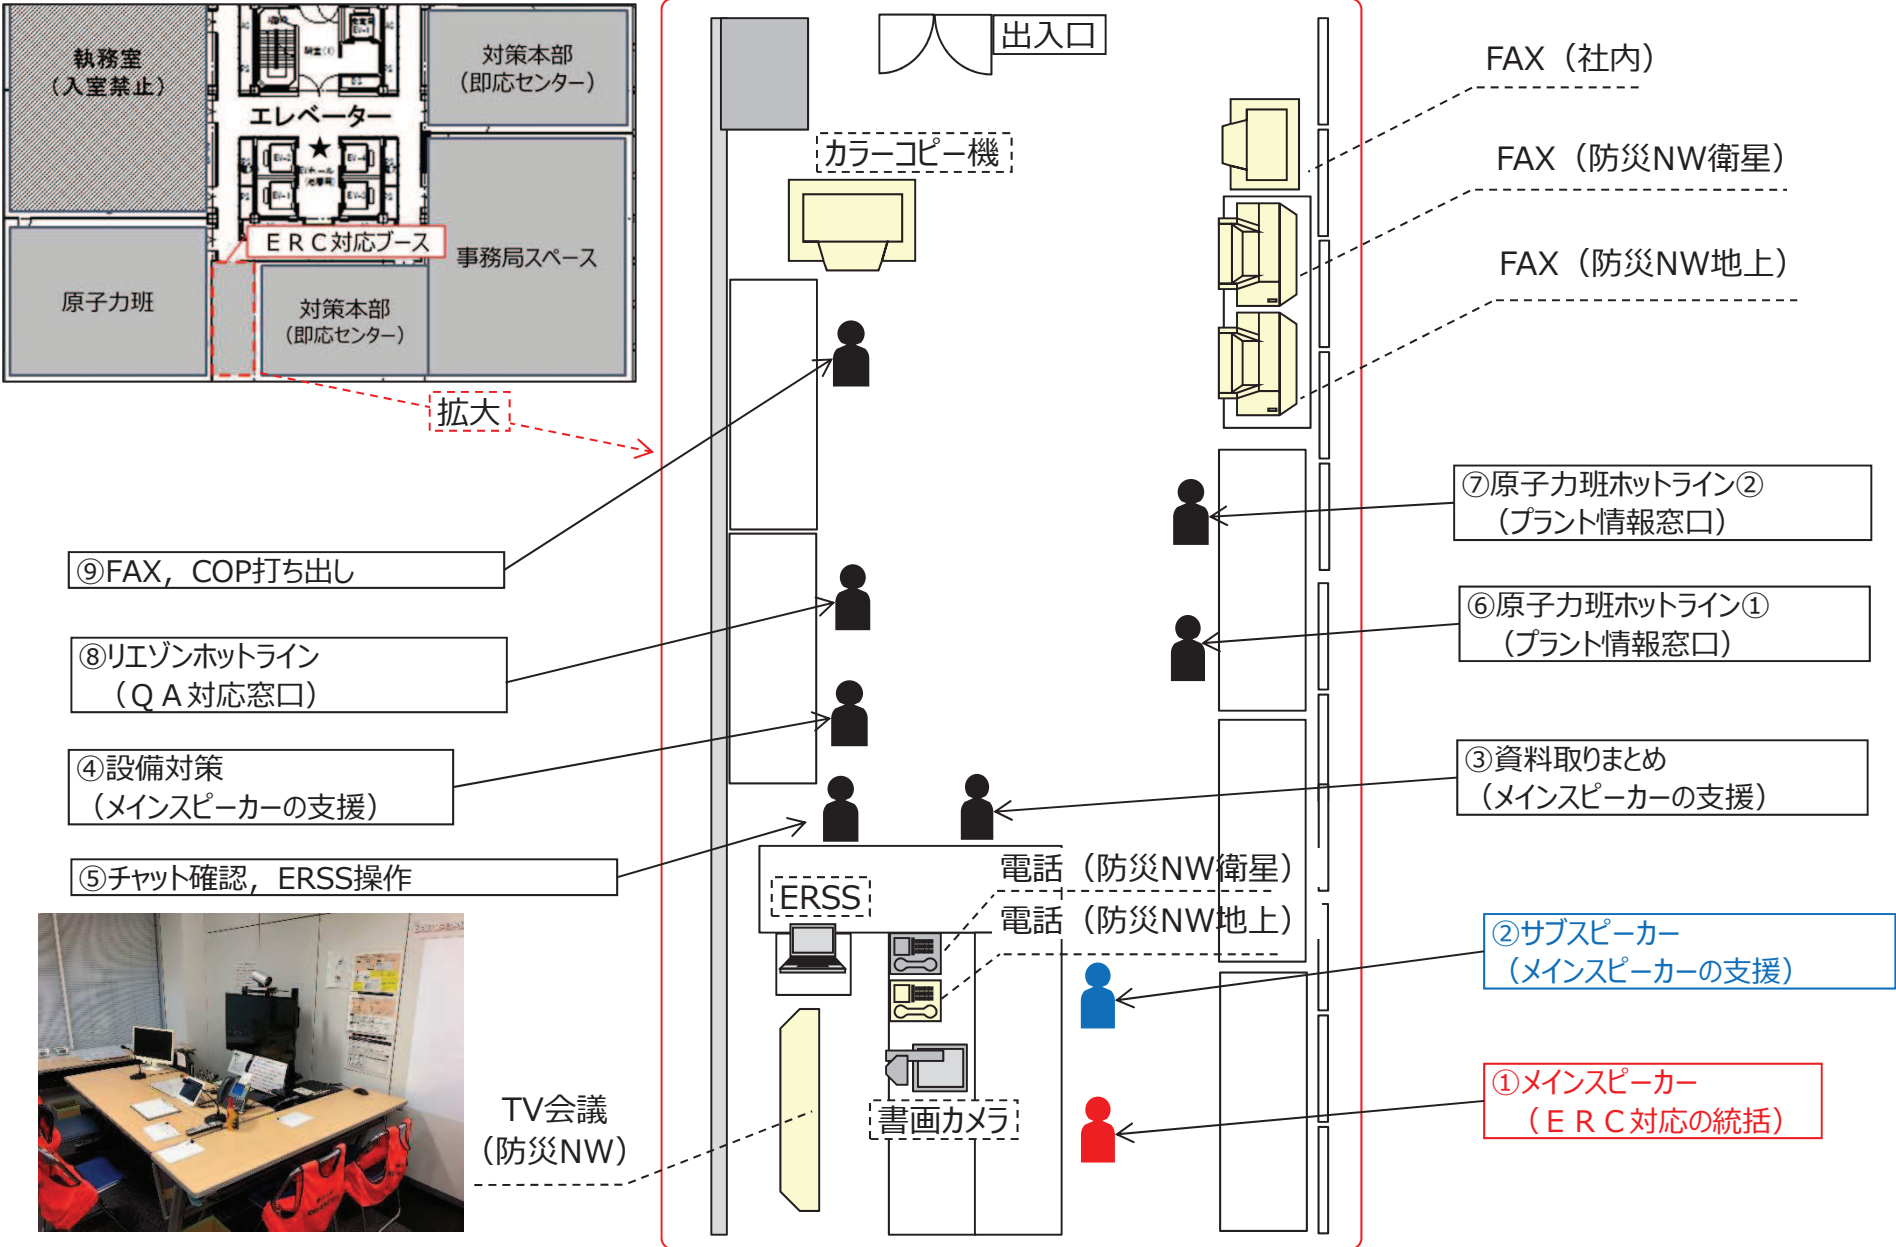 執務室
（入室禁止）
対策本部
（即応センター）
エレベーター
★
EV-2
EV-1
ERC対応ブース
原子力班
対策本部
（即応センター）
事務局スペース
拡大
出入口
カラーコピー機
FAX（社内）
FAX（防災NW衛星）
FAX（防災NW地上）
⑦原子力班ホットライン②
（プラント情報窓口）
⑥原子力班ホットライン①
（プラント情報窓口）
③資料取りまとめ
（メインスピーカーの支援）
②サブスピーカー
（メインスピーカーの支援）
①メインスピーカー
（ＥＲＣ対応の統括）
⑨FAX，COP打ち出し
⑧リエゾンホットライン
（ＱＡ対応窓口）
④設備対策
（メインスピーカーの支援）
⑤チャット確認，ERSS操作
電話（防災NW衛星）
電話（防災NW地上）
ERSS
書画カメラ
TV会議
（防災NW）